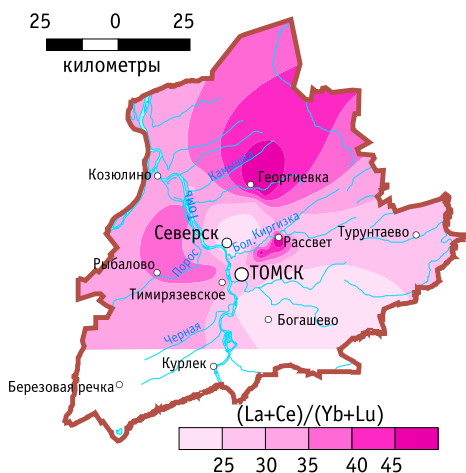 25 0 25
километры
Камышка
Козюлино
Георгиевка
Томь
Северск
Бол. Киргизка
Рассвет
Турунтаево
Рыбалово
Порос
ТОМСК
Тимирязевское
Богашево
Черная
Курлек
Березовая речка
(La+Ce)/(Yb+Lu)
25 30 35 40 45